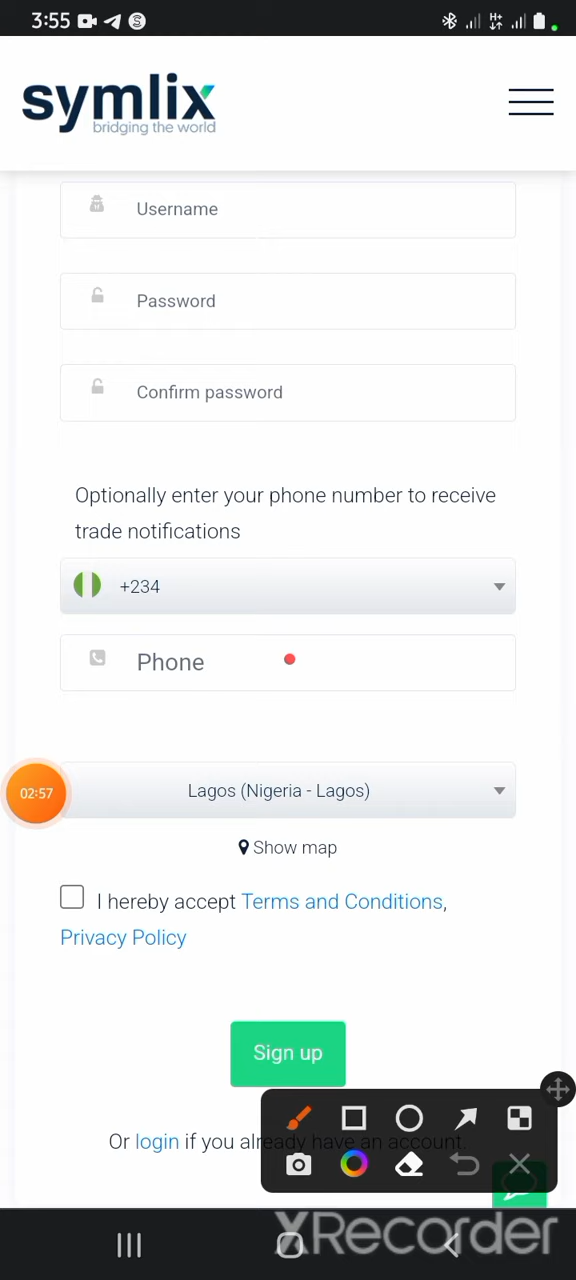 3:55
symlix
bridging the world
Username
Password
Confirm password
Optionally enter your phone number to receive
trade notifications
+234
Phone
02:57
Lagos (Nigeria - Lagos)
Show map
I hereby accept Terms and Conditions,
Privacy Policy
Sign up
Or login if you already have an account.
XRecorder